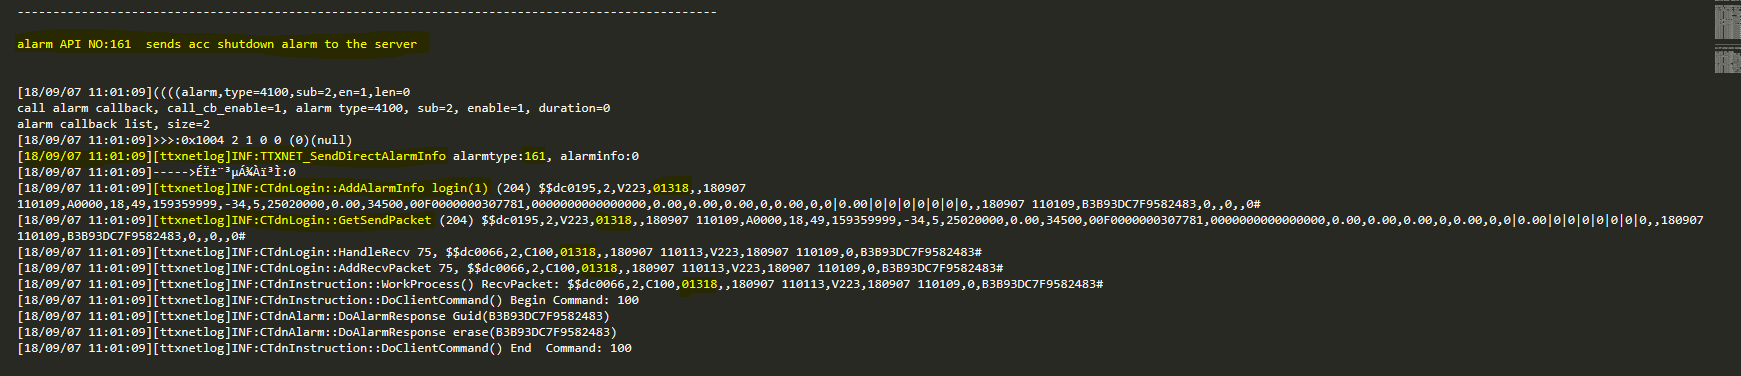 --------------------------------------------------------------------------------------------------
alarm API NO:161  sends acc shutdown alarm to the server
[18/09/07 11:01:09]((((alarm,type=4100,sub=2,en=1,len=0
call alarm callback, call_cb_enable=1, alarm type=4100, sub=2, enable=1, duration=0
alarm callback list, size=2
[18/09/07 11:01:09]>>>:0x1004 2 1 0 0 (0)(null)
[18/09/07 11:01:09][ttxnetlog]INF:TTXNET_SendDirectAlarmInfo alarmtype:161, alarminfo:0
[18/09/07 11:01:09]----->ÉÏ±¨³µÁ¾Àï³Ì:0
[18/09/07 11:01:09][ttxnetlog]INF:CTdnLogin::AddAlarmInfo login(1) (204) $$dc0195,2,V223,01318,,180907
110109,A0000,18,49,159359999,-34,5,25020000,0.00,34500,00F0000000307781,0000000000000000,0.00,0.00,0.00,0,0.00,0,0|0.00|0|0|0|0|0|0|0,,180907 110109,B3B93DC7F9582483,0,,0,,0#
[18/09/07 11:01:09][ttxnetlog]INF:CTdnLogin::GetSendPacket (204) $$dc0195,2,V223,01318,,180907 110109,A0000,18,49,159359999,-34,5,25020000,0.00,34500,00F0000000307781,0000000000000000,0.00,0.00,0.00,0,0.00,0,0|0.00|0|0|0|0|0|0|0,,180907
110109,B3B93DC7F9582483,0,,0,,0#
[18/09/07 11:01:09][ttxnetlog]INF:CTdnLogin::HandleRecv 75, $$dc0066,2,C100,01318,,180907 110113,V223,180907 110109,0,B3B93DC7F9582483#
[18/09/07 11:01:09][ttxnetlog]INF:CTdnLogin::AddRecvPacket 75, $$dc0066,2,C100,01318,,180907 110113,V223,180907 110109,0,B3B93DC7F9582483#
[18/09/07 11:01:09][ttxnetlog]INF:CTdnInstruction::WorkProcess() RecvPacket: $$dc0066,2,C100,01318,,180907 110113,V223,180907 110109,0,B3B93DC7F9582483#
[18/09/07 11:01:09][ttxnetlog]INF:CTdnInstruction::DoClientCommand() Begin Command: 100
[18/09/07 11:01:09][ttxnetlog]INF:CTdnAlarm::DoAlarmResponse Guid(B3B93DC7F9582483)
[18/09/07 11:01:09][ttxnetlog]INF:CTdnAlarm::DoAlarmResponse erase(B3B93DC7F9582483)
[18/09/07 11:01:09][ttxnetlog]INF:CTdnInstruction::DoClientCommand() End  Command: 100